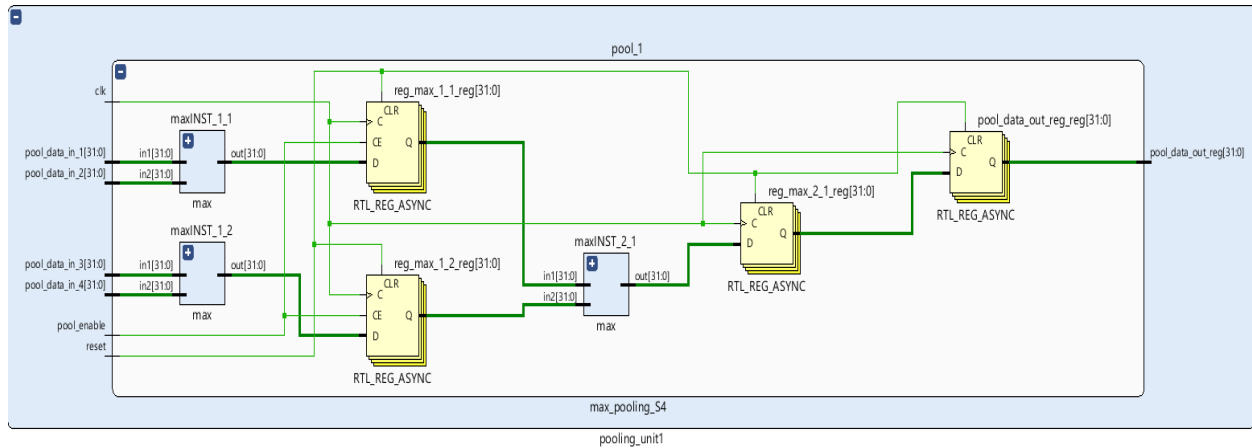 pool_1
clk
reg_max_1_1_reg[31:0]
CLR
C
CE
D
Q
RTL_REG_ASYNC
maxINST_1_1
pool_data_in_1[31:0]
pool_data_in_2[31:0]
in1[31:0]
in2[31:0]
out[31:0]
max
maxINST_1_2
pool_data_in_3[31:0]
pool_data_in_4[31:0]
in1[31:0]
in2[31:0]
out[31:0]
max
pool_enable
reset
reg_max_1_2_reg[31:0]
CLR
C
CE
D
Q
RTL_REG_ASYNC
maxINST_2_1
in1[31:0]
in2[31:0]
out[31:0]
max
reg_max_2_1_reg[31:0]
CLR
C
D
Q
RTL_REG_ASYNC
pool_data_out_reg_reg[31:0]
CLR
C
D
Q
RTL_REG_ASYNC
pool_data_out_reg[31:0]
max_pooling_S4
pooling_unit1